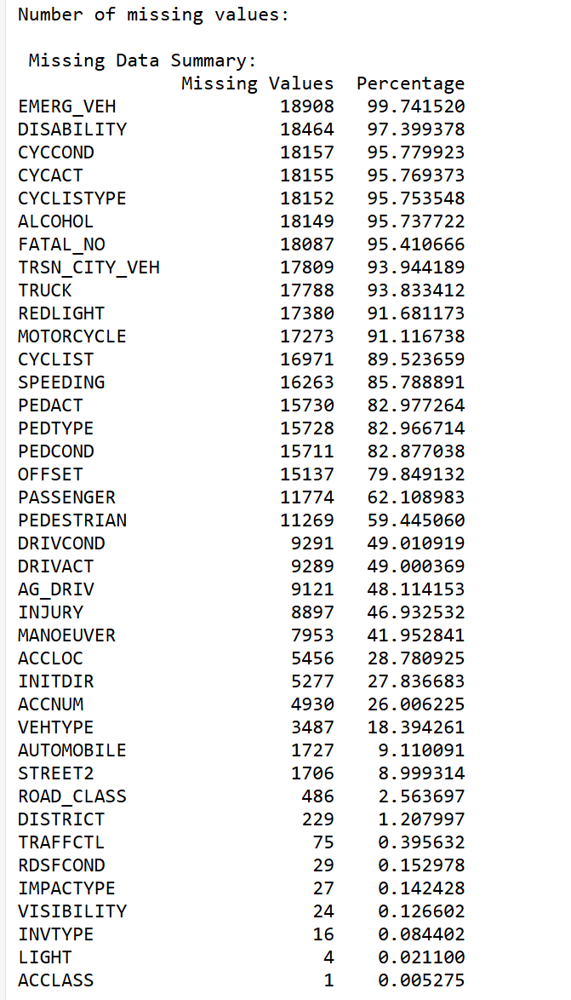 Number of missing values:
Missing Data Summary:
Missing Values Percentage
EMERG_VEH 18908 99.741520
DISABILITY 18464 97.399378
CYCCOND 18157 95.779923
CYCACT 18155 95.769373
CYCLISTYPE 18152 95.753548
ALCOHOL 18149 95.737722
FATAL_NO 18087 95.410666
TRSN_CITY_VEH 17809 93.944189
TRUCK 17788 93.833412
REDLIGHT 17380 91.681173
MOTORCYCLE 17273 91.116738
CYCLIST 16971 89.523659
SPEEDING 16263 85.788891
PEDACT 15730 82.977264
PEDTYPE 15728 82.966714
PEDCOND 15711 82.877038
OFFSET 15137 79.849132
PASSENGER 11774 62.108983
PEDESTRIAN 11269 59.445060
DRIVCOND 9291 49.010919
DRIVACT 9289 49.000369
AG_DRIV 9121 48.114153
INJURY 8897 46.932532
MANOEUVER 7953 41.952841
ACCLOC 5456 28.780925
INITDIR 5277 27.836683
ACCNUM 4930 26.006225
VEHTYPE 3487 18.394261
AUTOMOBILE 1727 9.110091
STREET2 1706 8.999314
ROAD_CLASS 486 2.563697
DISTRICT 229 1.207997
TRAFFCTL 75 0.395632
RDSFCOND 29 0.152978
IMPACTYPE 27 0.142428
VISIBILITY 24 0.126602
INVTYPE 16 0.084402
LIGHT 4 0.021100
ACCLASS 1 0.005275